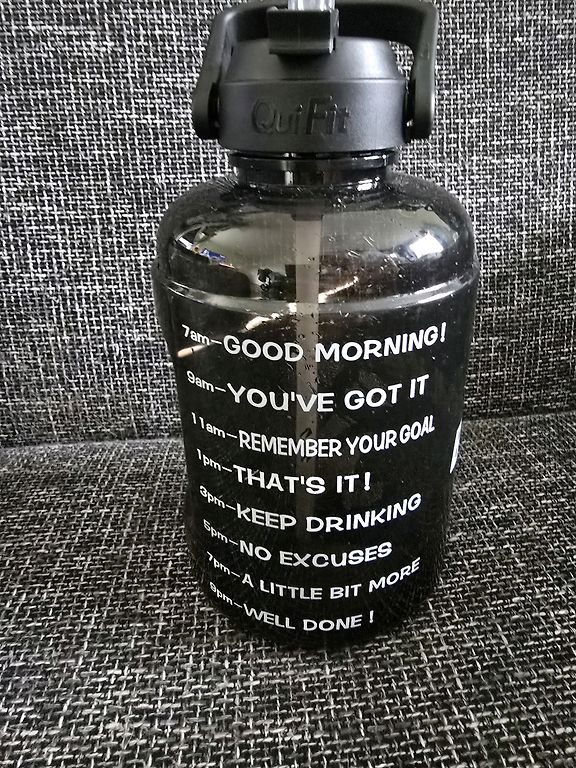 QuiFit
7am-GOOD MORNING!
9am-YOU'VE GOT IT
11am-REMEMBER YOUR GOAL
1pm-THAT'S IT!
3pm-KEEP DRINKING
5pm-NO EXCUSES
7pm-A LITTLE BIT MORE
9pm-WELL DONE !